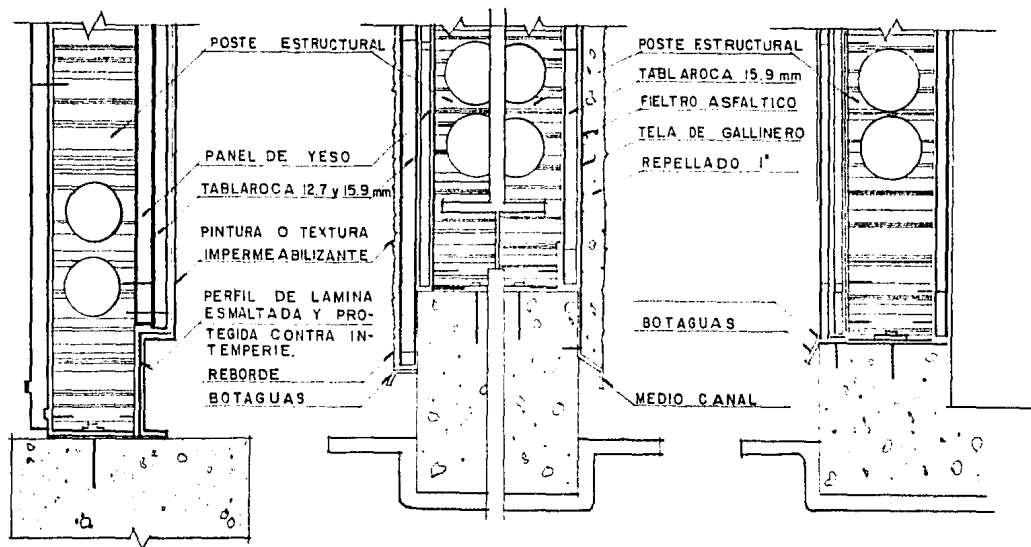 POSTE ESTRUCTURAL
PANEL DE YESO
TABLAROCA 12.7 y 15.9 mm
PINTURA O TEXTURA
IMPERMEABILIZANTE
PERFIL DE LAMINA
ESMALTADA Y PRO-
TEGIDA CONTRA IN-
TEMPERIE.
REBORDE
BOTAGUAS
POSTE ESTRUCTURAL
TABLAROCA 15.9 mm
FIELTRO ASFALTICO
TELA DE GALLINERO
REPELLADO 1"
BOTAGUAS
MEDIO CANAL